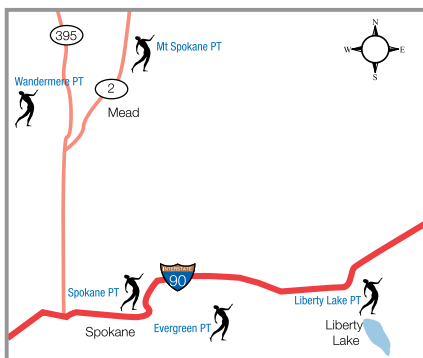 395
N
Mt Spokane PT
W
E
S
Wandermere PT
2
Mead
INTERSTATE
90
Spokane PT
Liberty Lake PT
Spokane
Evergreen PT
Liberty
Lake